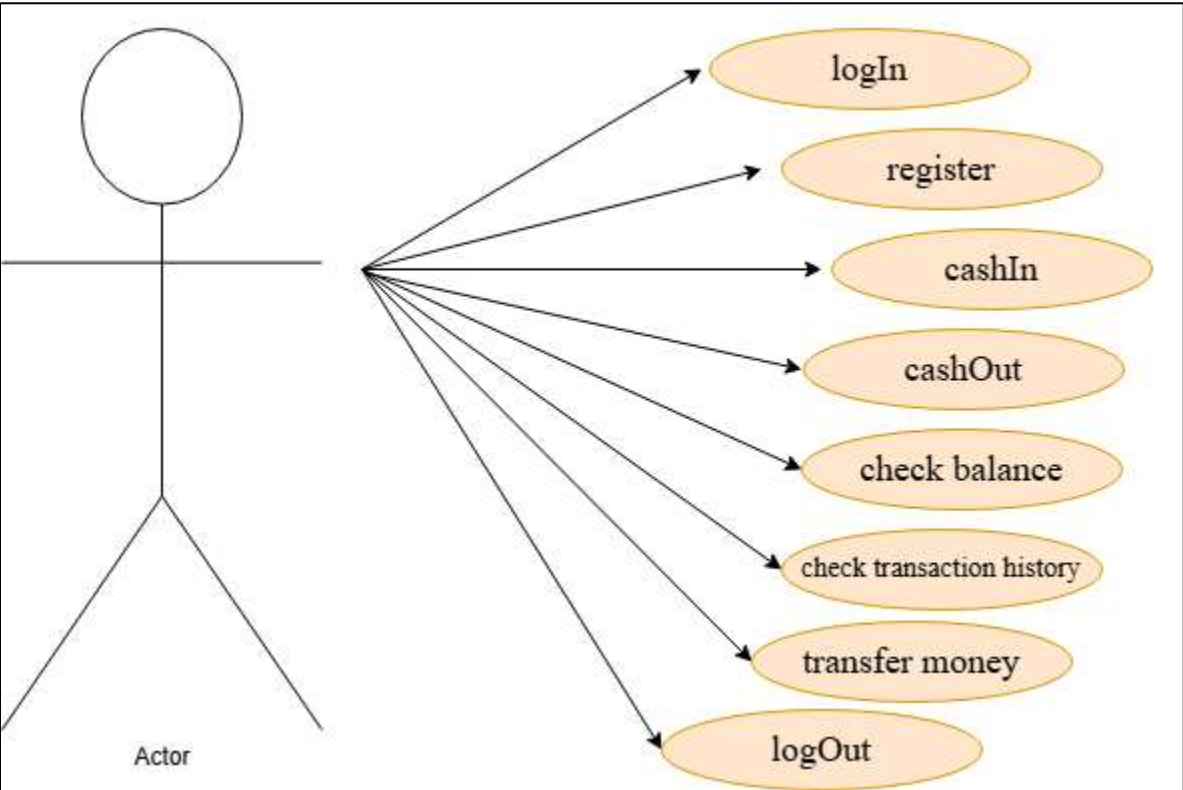 logIn
register
cashIn
cashOut
check balance
check transaction history
transfer money
logOut
Actor